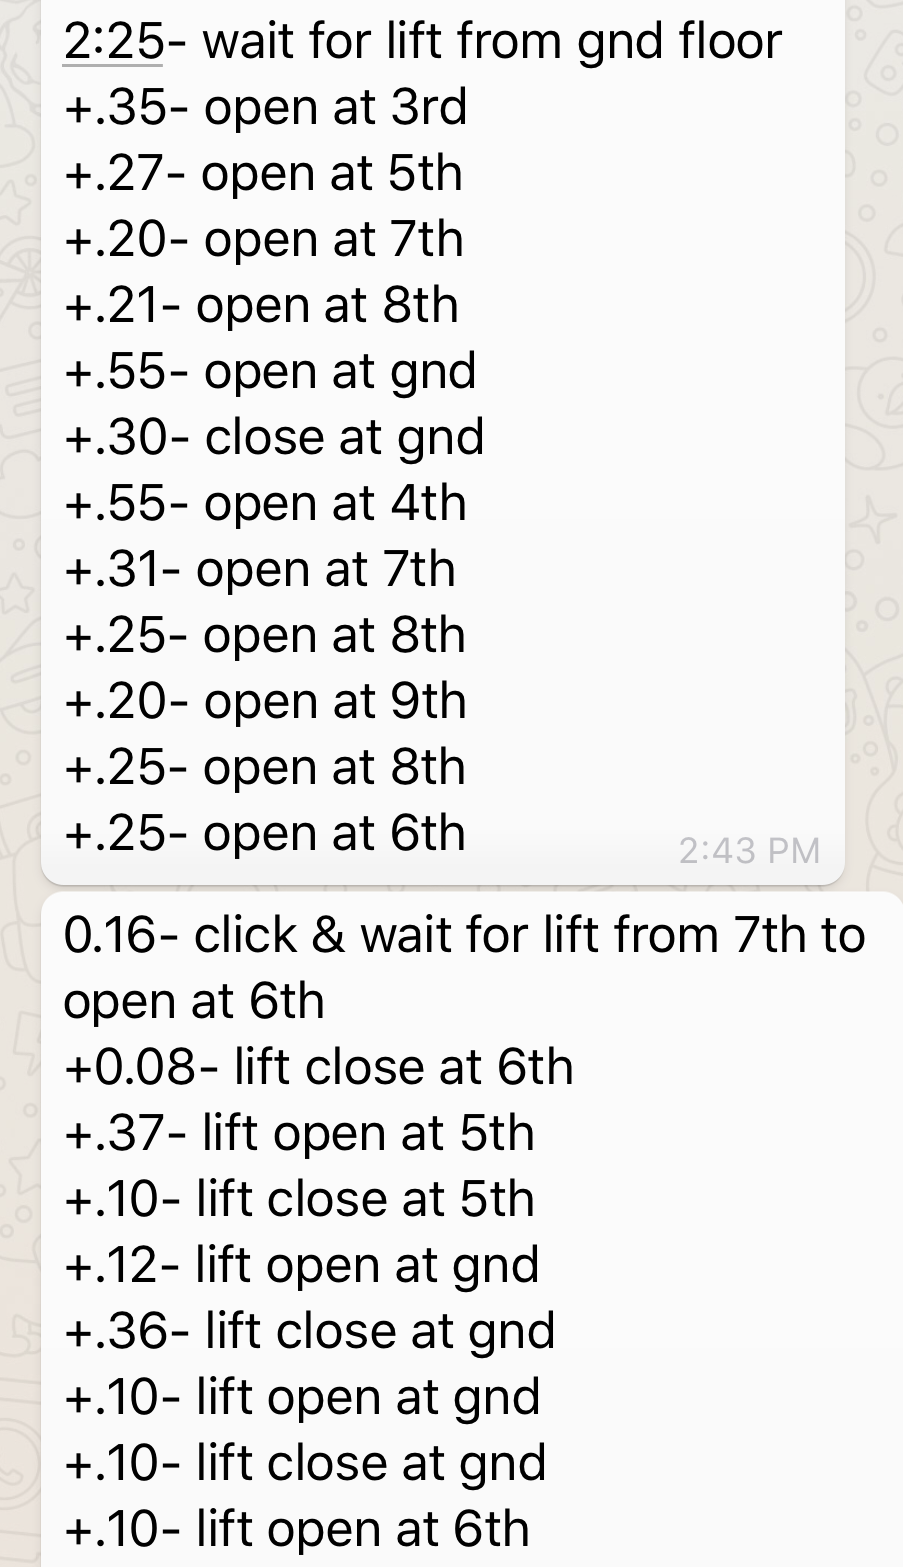 2:25- wait for lift from gnd floor
+.35- open at 3rd
+.27- open at 5th
+.20- open at 7th
+.21- open at 8th
+.55- open at gnd
+.30- close at gnd
+.55- open at 4th
+.31- open at 7th
+.25- open at 8th
+.20- open at 9th
+.25- open at 8th
+.25- open at 6th
2:43 PM
0.16- click & wait for lift from 7th to
open at 6th
+0.08- lift close at 6th
+.37- lift open at 5th
+.10- lift close at 5th
+.12- lift open at gnd
+.36- lift close at gnd
+.10- lift open at gnd
+.10- lift close at gnd
+.10- lift open at 6th